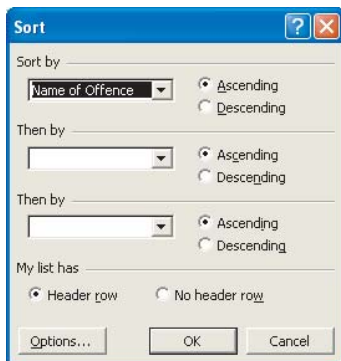 Sort
Sort by
Name of Offence
Ascending
Descending
Then by
Ascending
Descending
Then by
Ascending
Descending
My list has
Header row
No header row
Options...
OK
Cancel